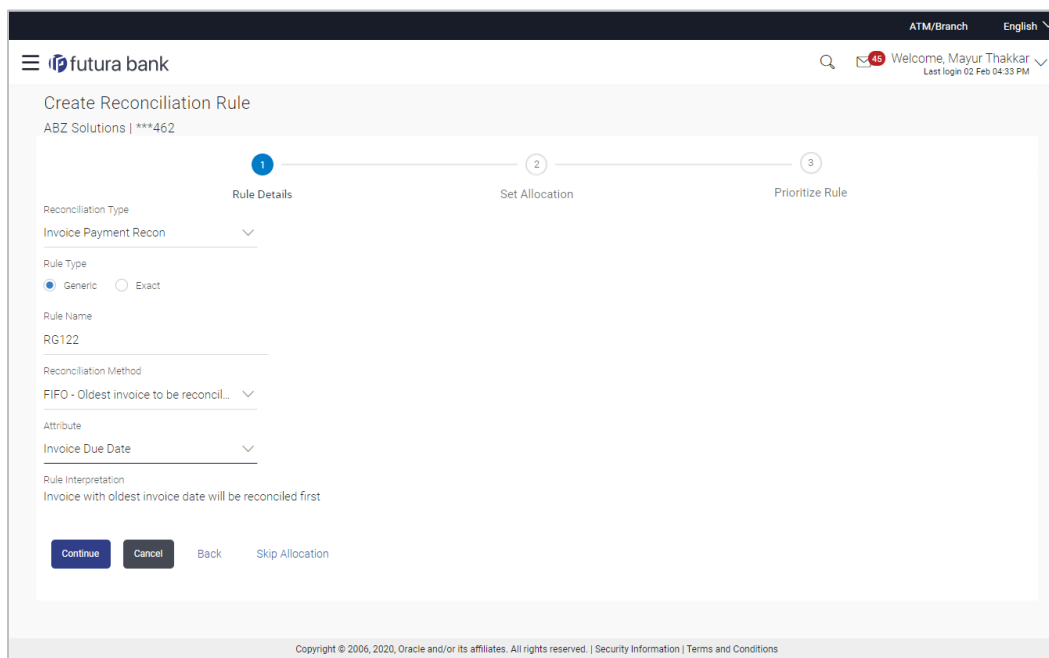 ATM/Branch English
futura bank
45 Welcome, Mayur Thakkar
Last login 02 Feb 04:33 PM
Create Reconciliation Rule
ABZ Solutions | ***462
1 2 3
Rule Details Set Allocation Prioritize Rule
Reconciliation Type
Invoice Payment Recon
Rule Type
Generic Exact
Rule Name
RG122
Reconciliation Method
FIFO - Oldest invoice to be reconcil...
Attribute
Invoice Due Date
Rule Interpretation
Invoice with oldest invoice date will be reconciled first
Continue Cancel Back Skip Allocation
Copyright © 2006, 2020, Oracle and/or its affiliates. All rights reserved. | Security Information | Terms and Conditions